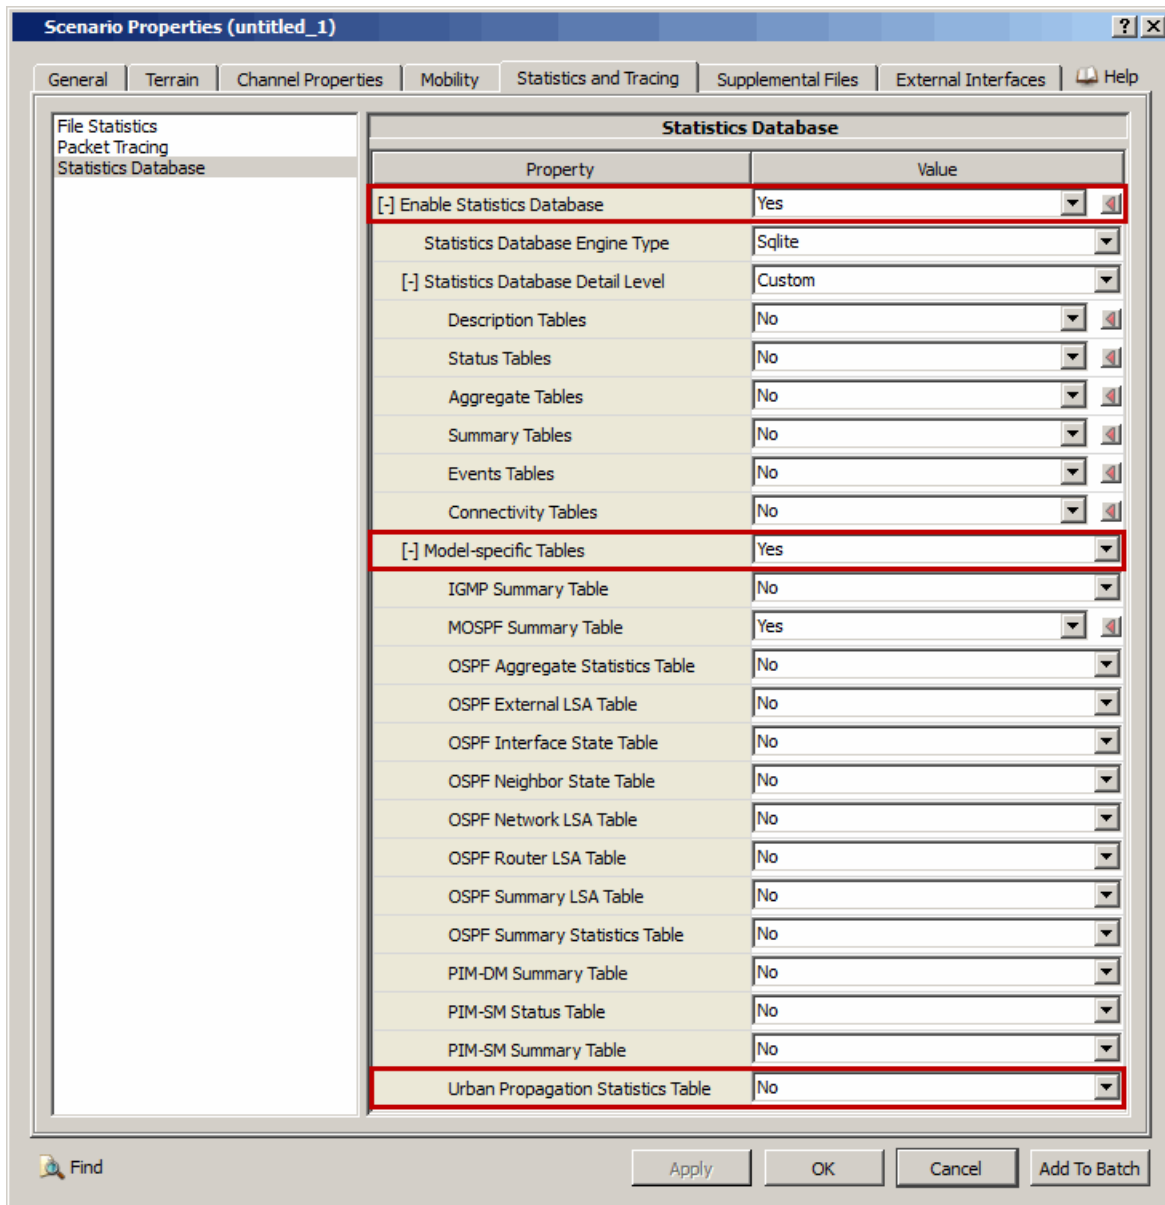 Scenario Properties (untitled_1) ? X
General Terrain Channel Properties Mobility Statistics and Tracing Supplemental Files External Interfaces Help
File Statistics
Packet Tracing
Statistics Database
Statistics Database
Property Value
[-] Enable Statistics Database Yes
Statistics Database Engine Type Sqlite
[-] Statistics Database Detail Level Custom
Description Tables No
Status Tables No
Aggregate Tables No
Summary Tables No
Events Tables No
Connectivity Tables No
[-] Model-specific Tables Yes
IGMP Summary Table No
MOSPF Summary Table Yes
OSPF Aggregate Statistics Table No
OSPF External LSA Table No
OSPF Interface State Table No
OSPF Neighbor State Table No
OSPF Network LSA Table No
OSPF Router LSA Table No
OSPF Summary LSA Table No
OSPF Summary Statistics Table No
PIM-DM Summary Table No
PIM-SM Status Table No
PIM-SM Summary Table No
Urban Propagation Statistics Table No
Find Apply OK Cancel Add To Batch